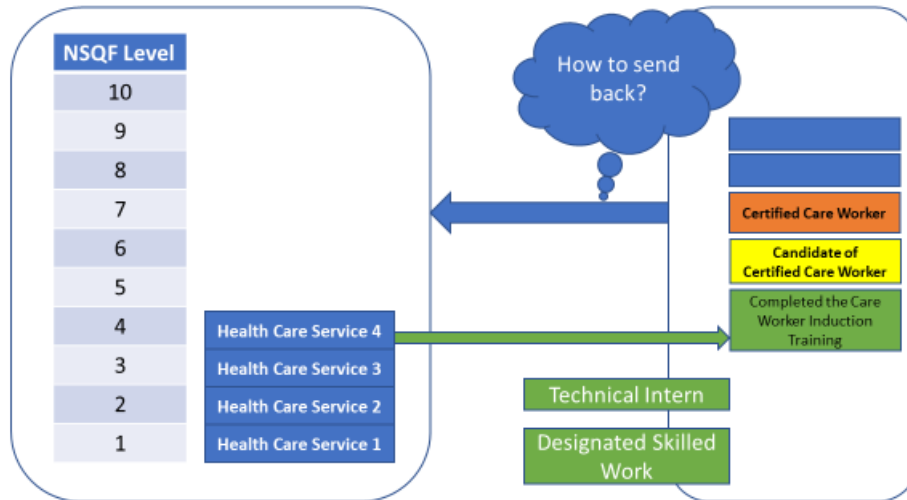 NSQF Level
10
9
8
7
6
5
4
3
2
1
Health Care Service 4
Health Care Service 3
Health Care Service 2
Health Care Service 1
How to send
back?
Certified Care Worker
Candidate of
Certified Care Worker
Completed the Care
Worker Induction
Training
Technical Intern
Designated Skilled
Work